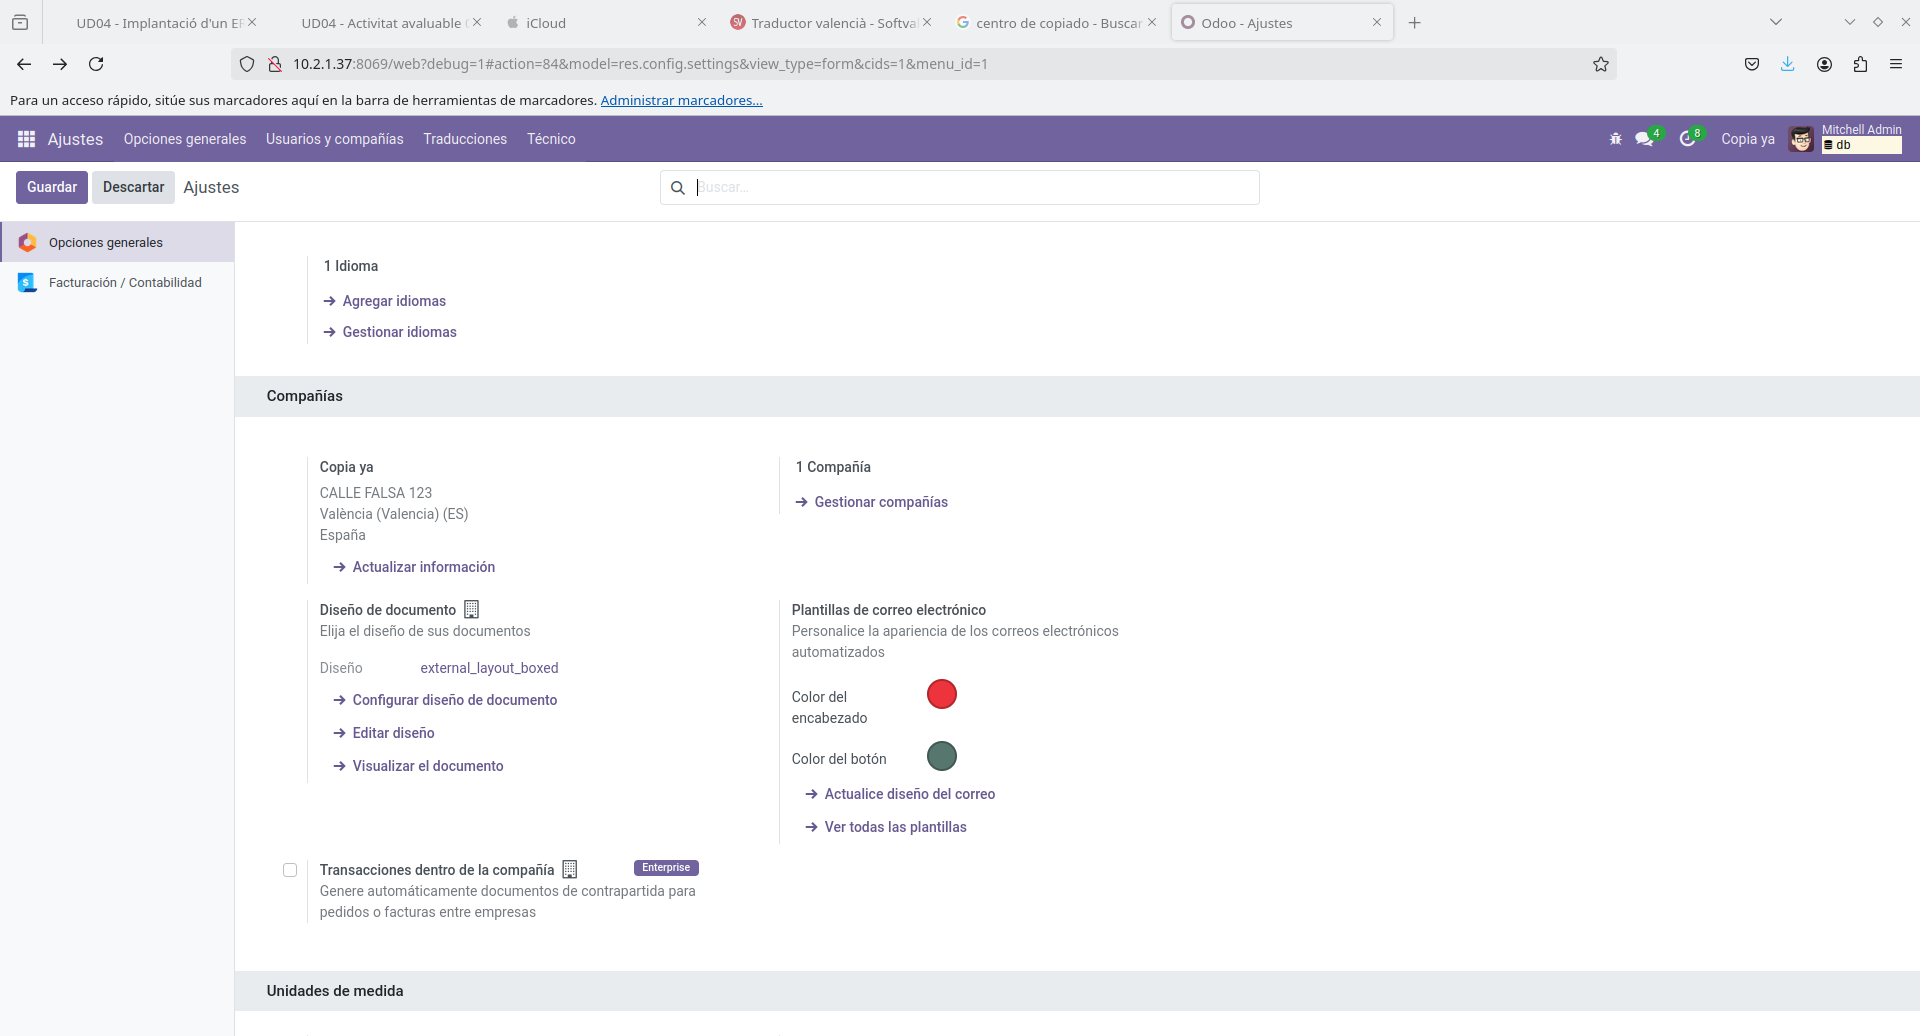 UD04 - Implantació d'un ER
UD04 - Activitat avaluable
iCloud
SV Traductor valencià - Softva
centro de copiado - Buscar
Odoo - Ajustes
10.2.1.37:8069/web?debug=1#action=84&model=res.config.settings&view_type=form&cids=1&menu_id=1
Para un acceso rápido, sitúe sus marcadores aquí en la barra de herramientas de marcadores. Administrar marcadores...
Ajustes Opciones generales Usuarios y compañías Traducciones Técnico 4 8 Copia ya Mitchell Admin
db
Guardar Descartar Ajustes Buscar...
Opciones generales
Facturación / Contabilidad
1 Idioma
Agregar idiomas
Gestionar idiomas
Compañías
Copia ya
CALLE FALSA 123
València (Valencia) (ES)
España
Actualizar información
1 Compañía
Gestionar compañías
Diseño de documento
Elija el diseño de sus documentos
Diseño external_layout_boxed
Configurar diseño de documento
Editar diseño
Visualizar el documento
Plantillas de correo electrónico
Personalice la apariencia de los correos electrónicos
automatizados
Color del
encabezado
Color del botón
Actualice diseño del correo
Ver todas las plantillas
Transacciones dentro de la compañía Enterprise
Genere automáticamente documentos de contrapartida para
pedidos o facturas entre empresas
Unidades de medida